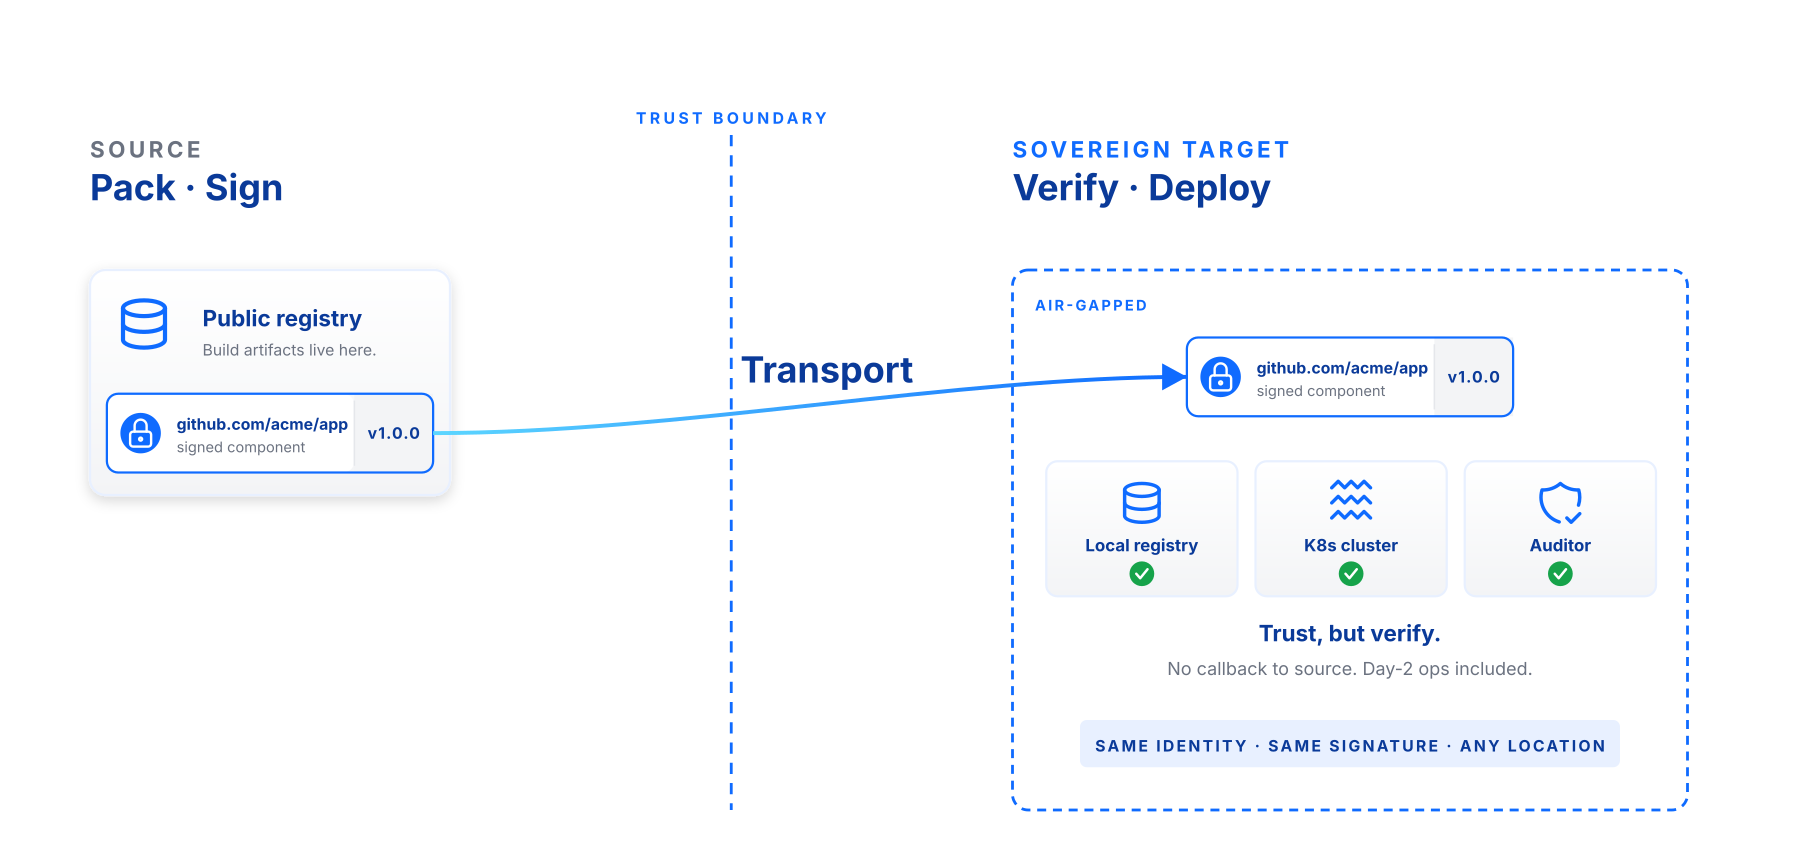 TRUST BOUNDARY
SOURCE
Pack · Sign
Public registry
Build artifacts live here.
github.com/acme/app
signed component
v1.0.0
Transport
SOVEREIGN TARGET
Verify · Deploy
AIR-GAPPED
github.com/acme/app
signed component
v1.0.0
Local registry
K8s cluster
Auditor
Trust, but verify.
No callback to source. Day-2 ops included.
SAME IDENTITY · SAME SIGNATURE · ANY LOCATION